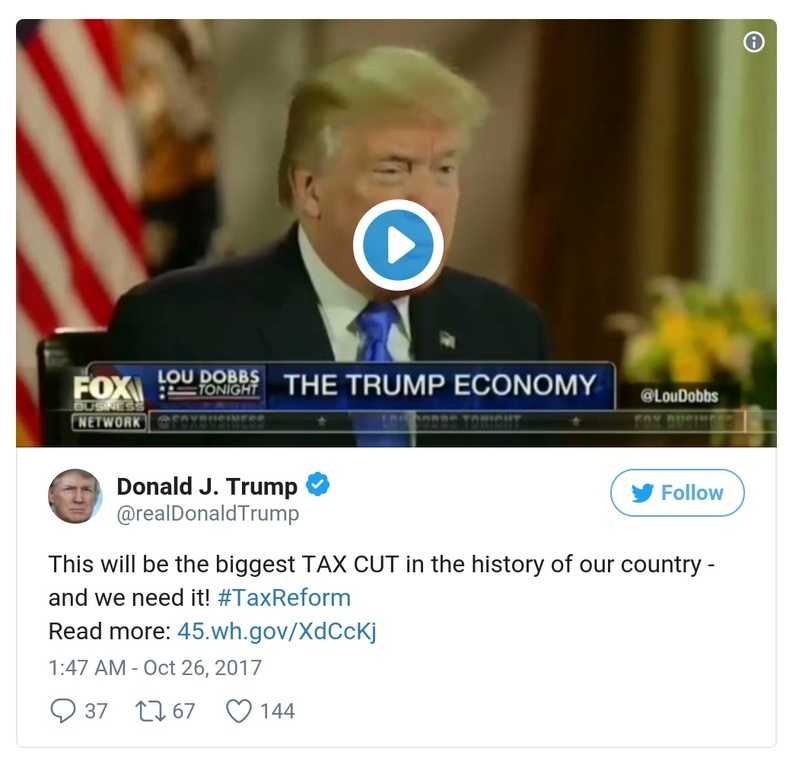 FOX
BUSINESS
NETWORK
LOU DOBBS
TONIGHT
THE TRUMP ECONOMY
@LouDobbs
@FOXBUSINESS
LOU DOBBS TONIGHT
FOX BUSINESS
Donald J. Trump
@realDonaldTrump
Follow
This will be the biggest TAX CUT in the history of our country -
and we need it! #TaxReform
Read more: 45.wh.gov/XdCcKj
1:47 AM - Oct 26, 2017
37 67 144